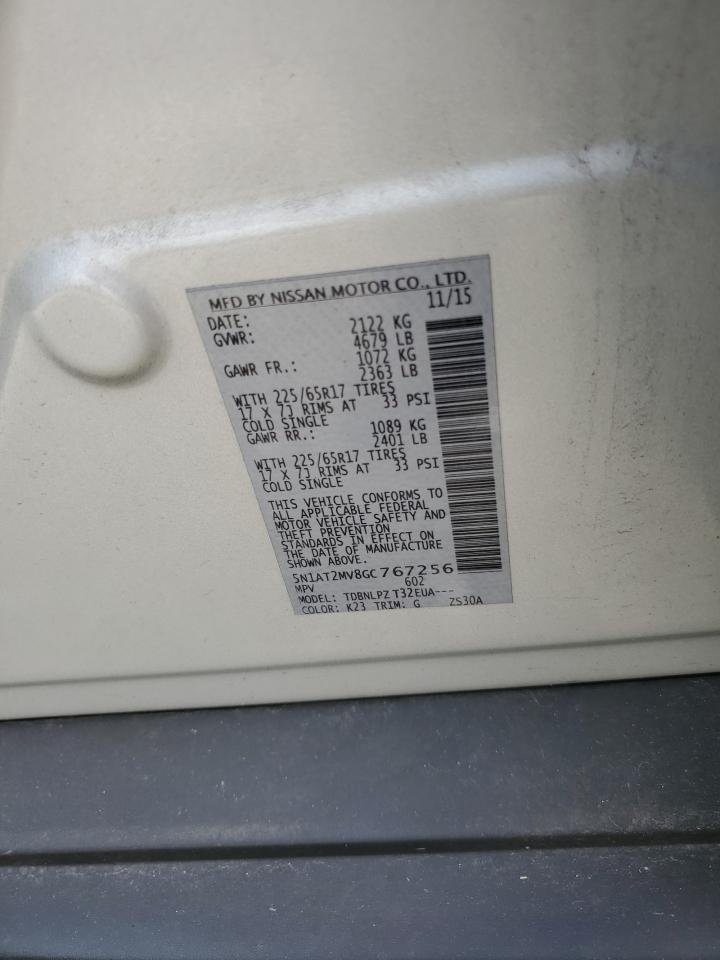 MFD BY NISSAN MOTOR CO., LTD.
DATE: 11/15
GVWR: 2122 KG
4679 LB
GAWR FR.: 1072 KG
2363 LB
WITH 225/65R17 TIRES
17 X 7J RIMS AT 33 PSI
COLD SINGLE
GAWR RR.: 1089 KG
2401 LB
WITH 225/65R17 TIRES
17 X 7J RIMS AT 33 PSI
COLD SINGLE
THIS VEHICLE CONFORMS TO
ALL APPLICABLE FEDERAL
MOTOR VEHICLE SAFETY AND
THEFT PREVENTION
STANDARDS IN EFFECT ON
THE DATE OF MANUFACTURE
SHOWN ABOVE.
5N1AT2MV8GC767256
MPV 602
MODEL: TDBNLPZ T32EUA---
COLOR: K23 TRIM: G ZS30A